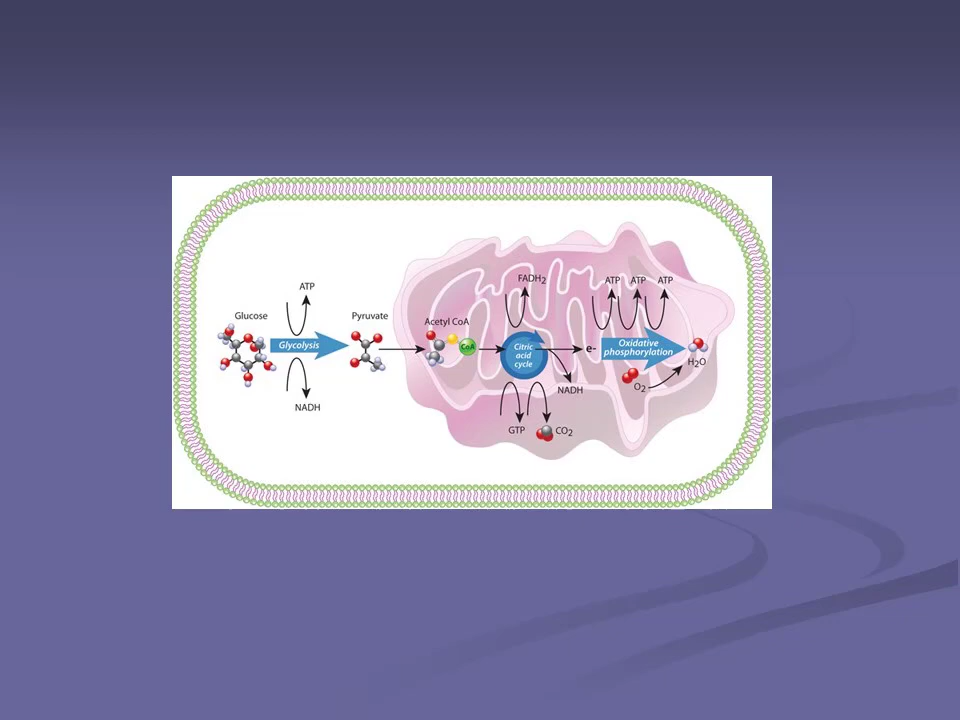 ATP
Glucose
Glycolysis
NADH
Pyruvate
Acetyl CoA
CoA
FADH2
Citric
acid
cycle
NADH
GTP
CO2
e-
ATP ATP ATP
Oxidative
phosphorylation
O2
H2O